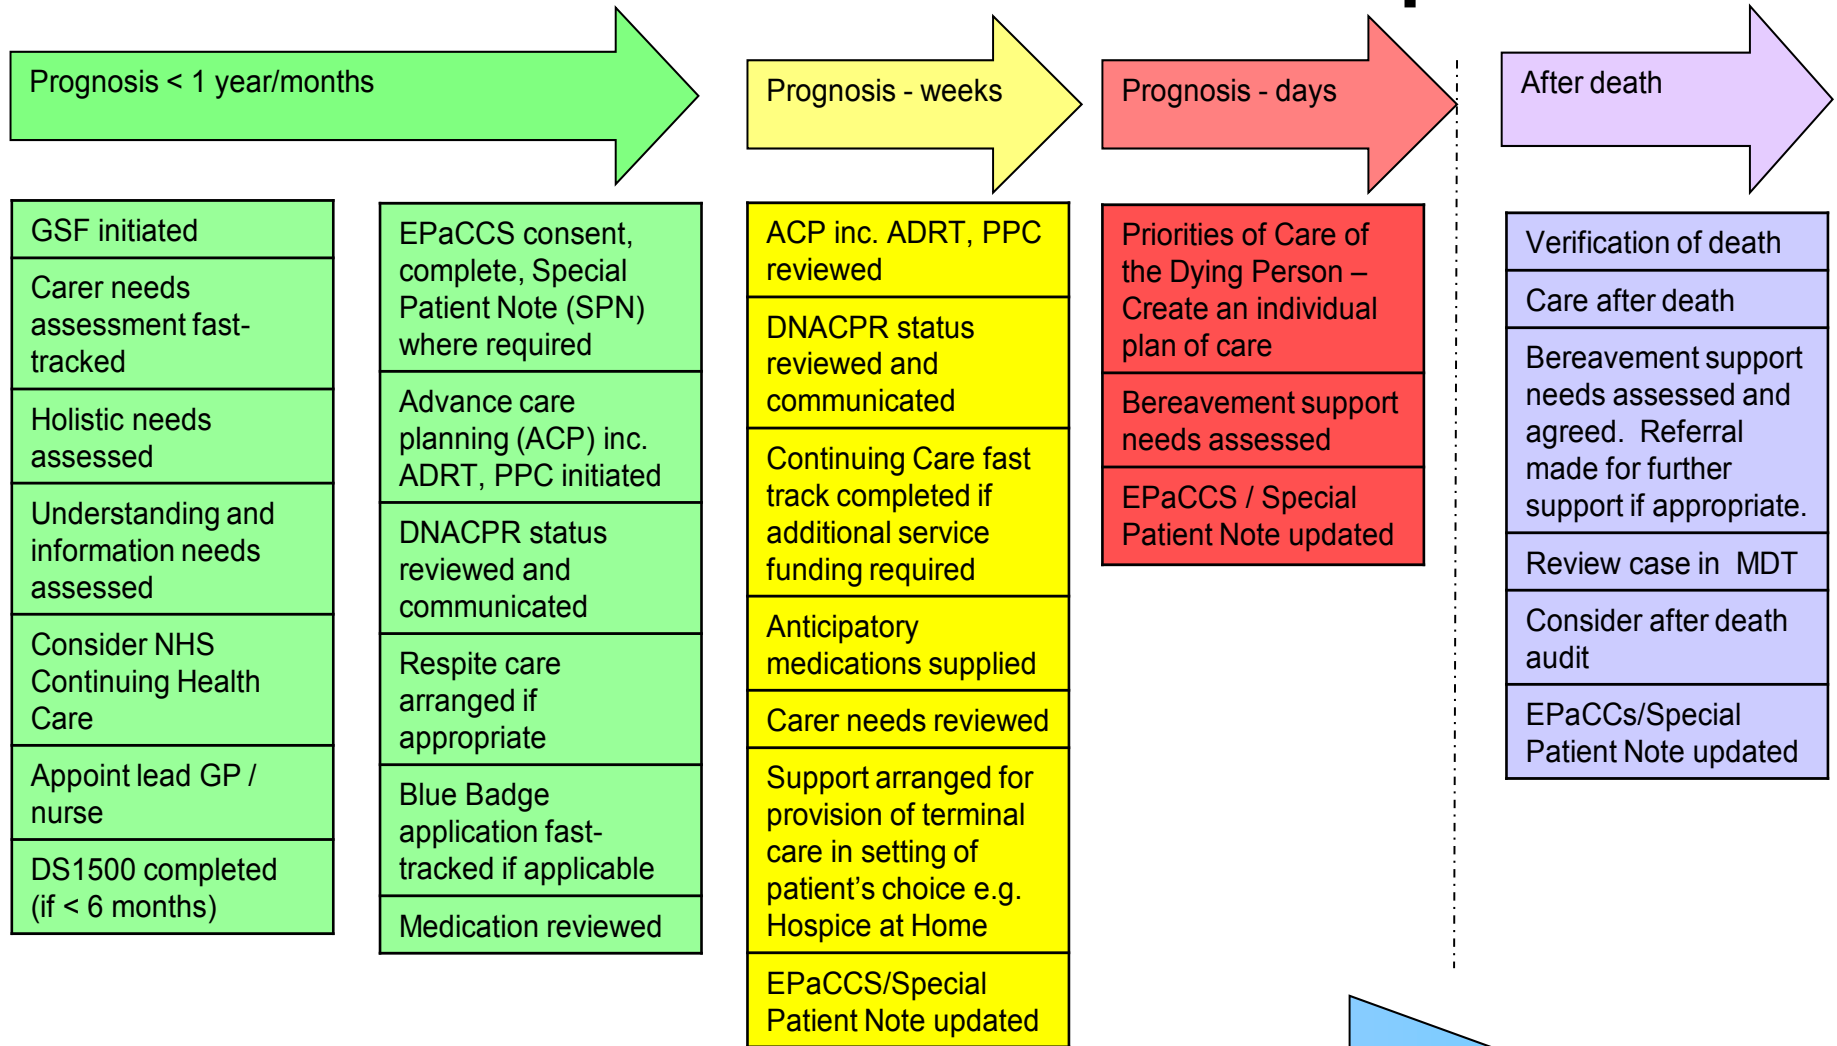 Prognosis < 1 year/months
Prognosis - weeks
Prognosis - days
After death
GSF initiated
Carer needs
assessment fast-
tracked
Holistic needs
assessed
Understanding and
information needs
assessed
Consider NHS
Continuing Health
Care
Appoint lead GP /
nurse
DS1500 completed
(if < 6 months)
EPaCCS consent,
complete, Special
Patient Note (SPN)
where required
Advance care
planning (ACP) inc.
ADRT, PPC initiated
DNACPR status
reviewed and
communicated
Respite care
arranged if
appropriate
Blue Badge
application fast-
tracked if applicable
Medication reviewed
ACP inc. ADRT, PPC
reviewed
DNACPR status
reviewed and
communicated
Continuing Care fast
track completed if
additional service
funding required
Anticipatory
medications supplied
Carer needs reviewed
Support arranged for
provision of terminal
care in setting of
patient’s choice e.g.
Hospice at Home
EPaCCS/Special
Patient Note updated
Priorities of Care of
the Dying Person –
Create an individual
plan of care
Bereavement support
needs assessed
EPaCCS / Special
Patient Note updated
Verification of death
Care after death
Bereavement support
needs assessed and
agreed.  Referral
made for further
support if appropriate.
Review case in  MDT
Consider after death
audit
EPaCCs/Special
Patient Note updated